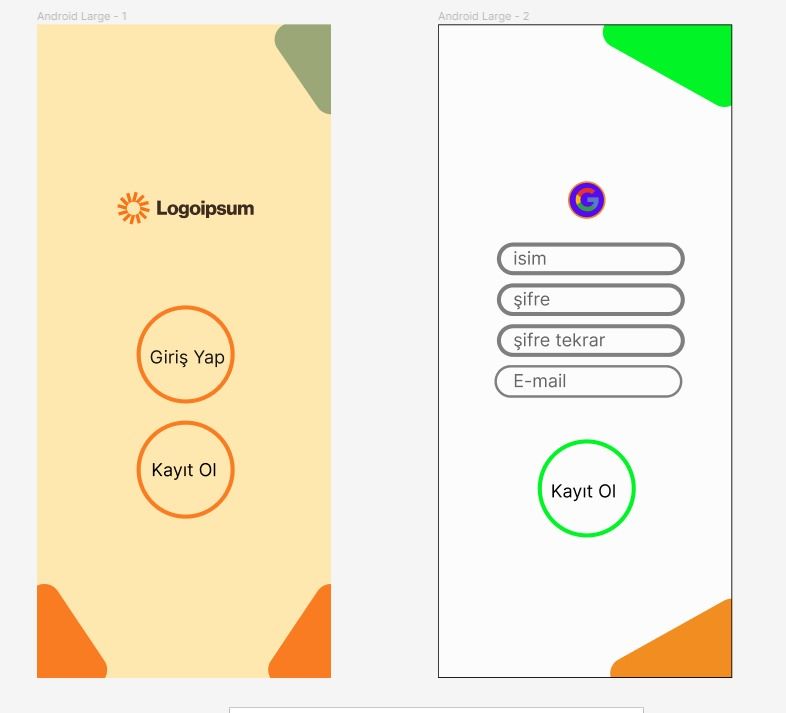 Android Large - 1
Logoipsum
Giriş Yap
Kayıt Ol
Android Large - 2
isim
şifre
şifre tekrar
E-mail
Kayıt Ol